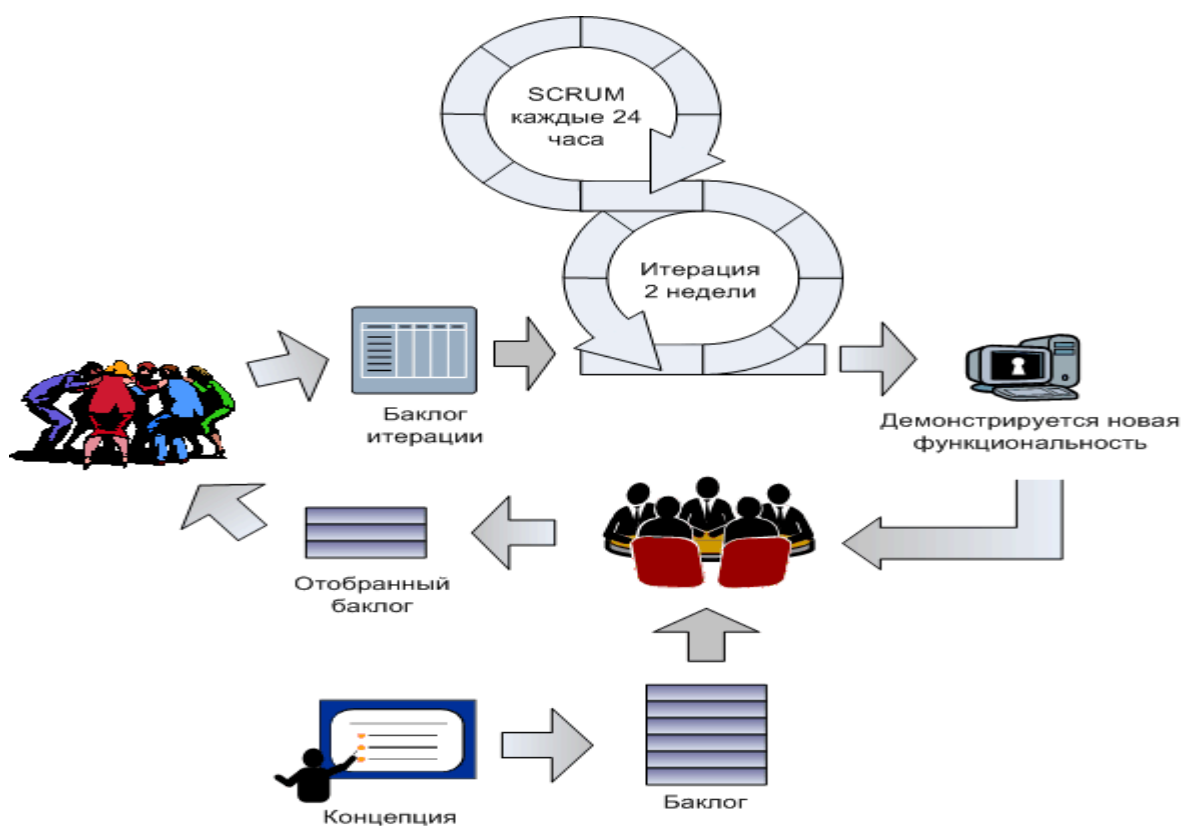 SCRUM
каждые 24
часа
Итерация
2 недели
Баклог
итерации
Демонстрируется новая
функциональность
Отобранный
баклог
Концепция
Баклог